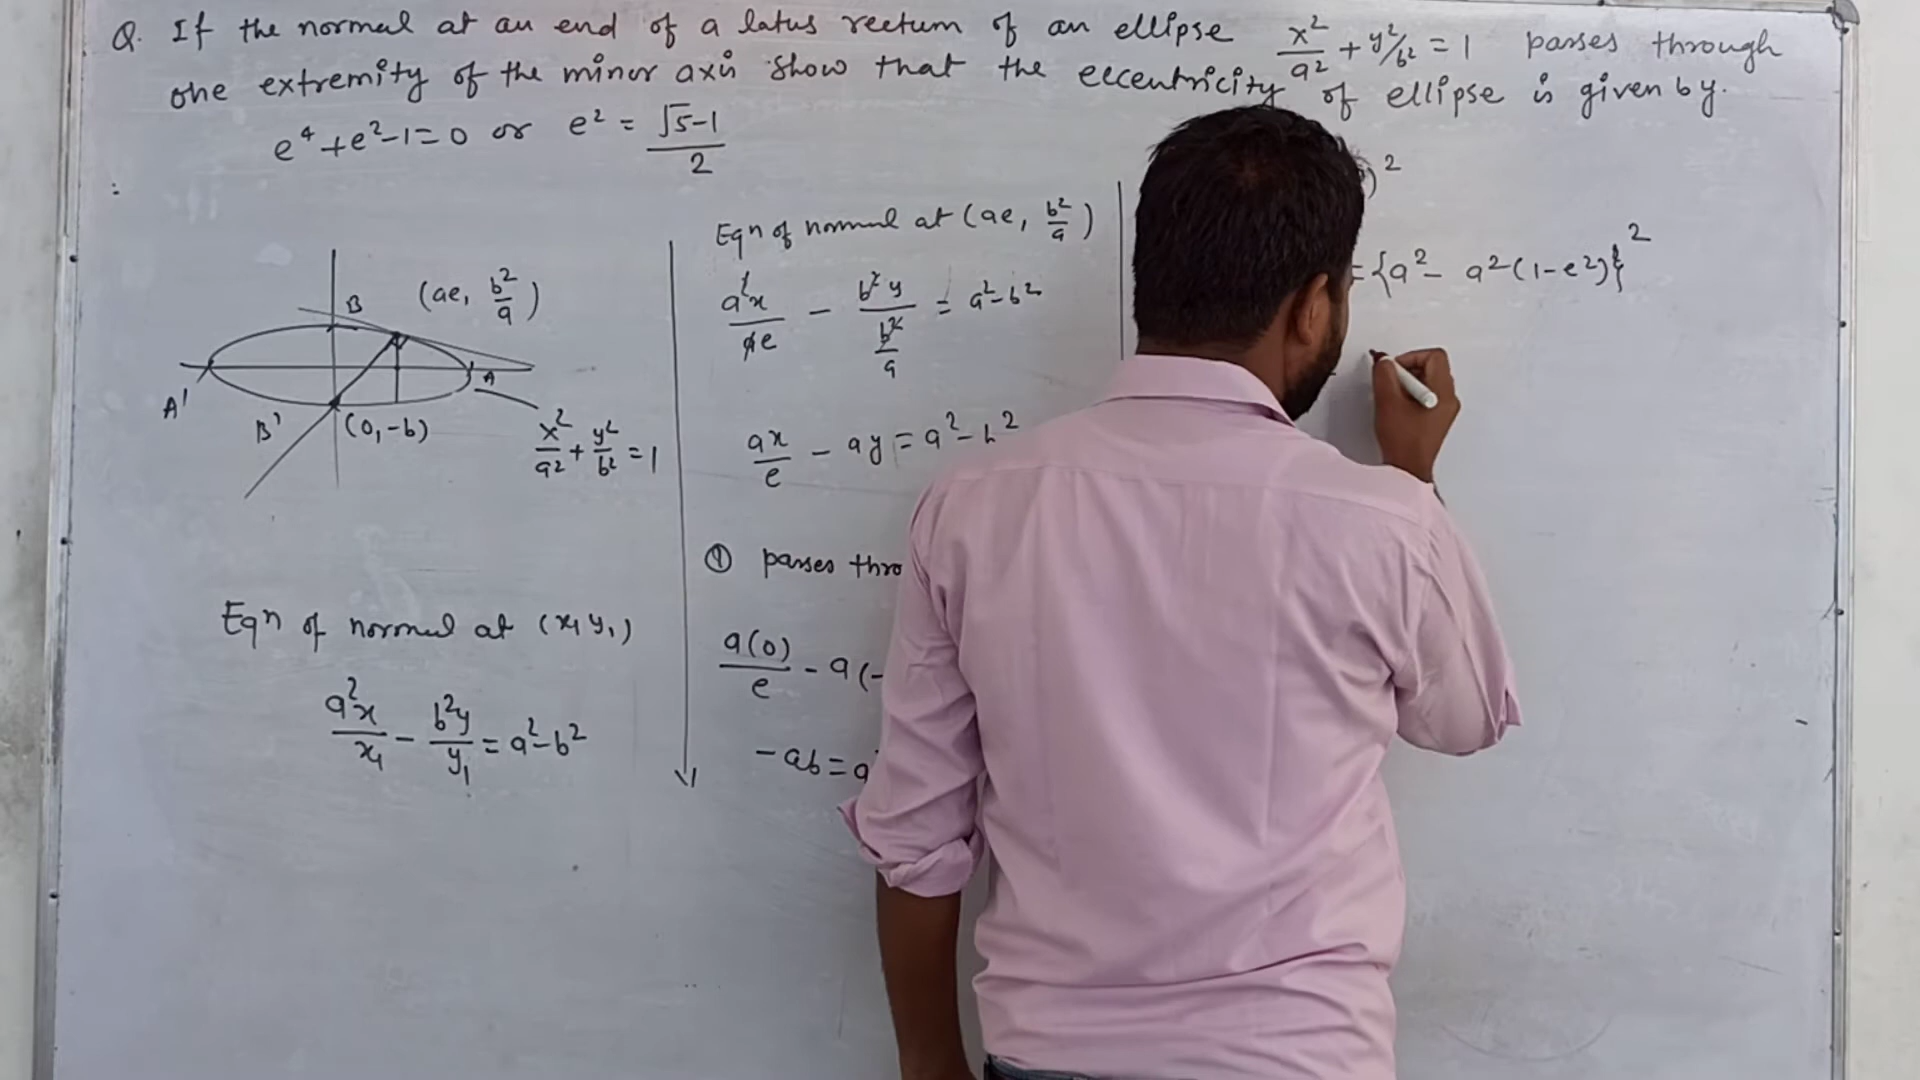 Q. If the normal at an end of a latus rectum of an ellipse x²/a² + y²/b² = 1 passes through
one extremity of the minor axis show that the eccentricity of ellipse is given by.
e⁴+e²-1=0 or e² = √5-1/2
:
B (ae, b²/a)
A' A
B' (0,-b)
x²/a² + y²/b² = 1
Eqn of normal at (x₁ y₁)
a²x/x₁ - b²y/y₁ = a²-b²
Eqn of normal at (ae, b²/a)
a²x/ae - b²y/b²/a = a²-b²
ax/e - ay = a²-b²
① passes thro
a(0)/e - a(-
-ab=a
)²
={a²- a²(1-e²)}²